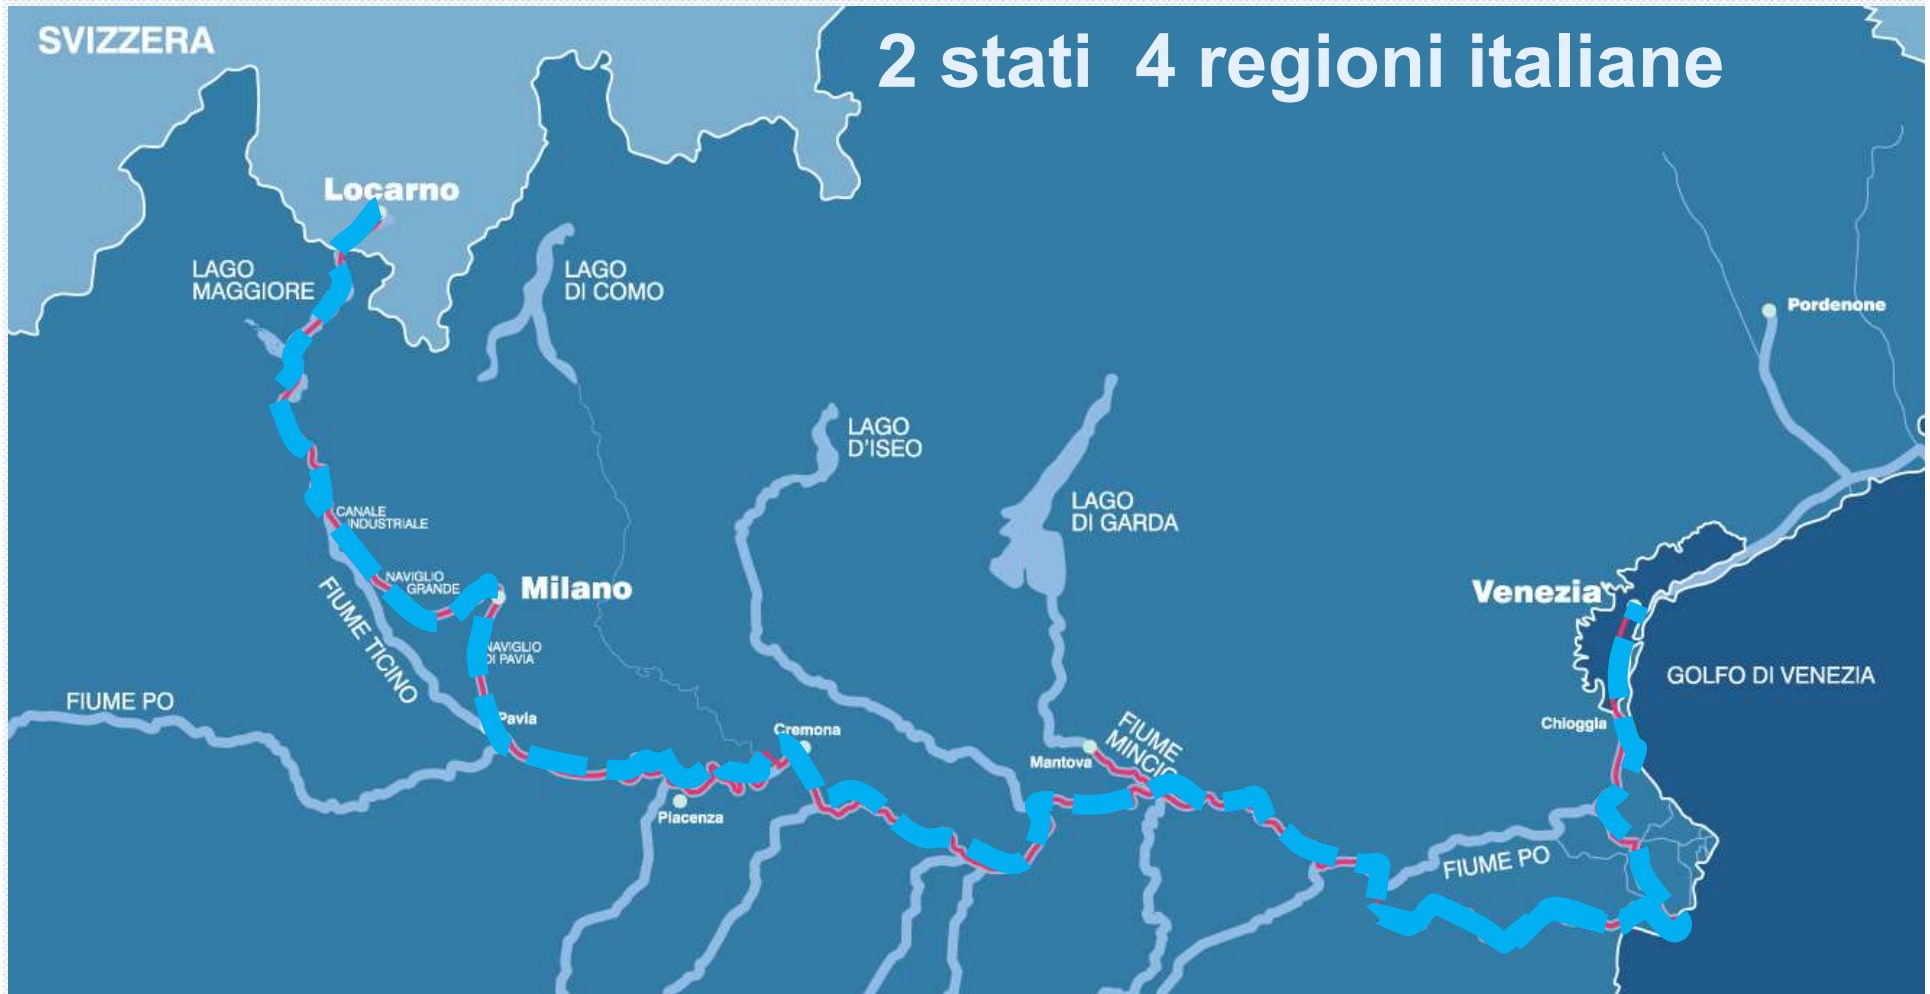 SVIZZERA
2 stati 4 regioni italiane
Locarno
LAGO
MAGGIORE
LAGO
DI COMO
Pordenone
LAGO
D'ISEO
LAGO
DI GARDA
CANALE
INDUSTRIALE
NAVIGLIO
GRANDE
Milano
Venezia
FIUME TICINO
NAVIGLIO
DI PAVIA
GOLFO DI VENEZIA
FIUME PO
Pavia
Cremona
Chioggia
FIUME
MINCIO
Mantova
Piacenza
FIUME PO